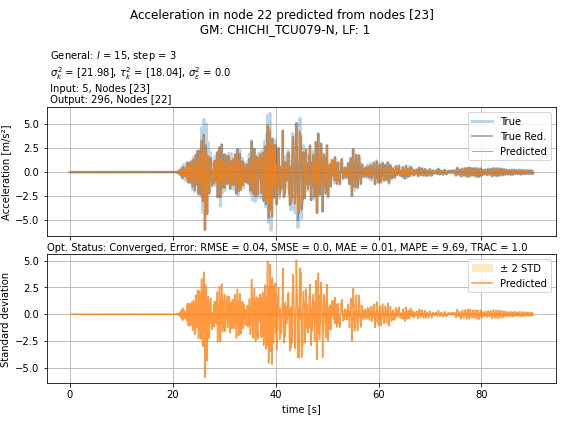 Acceleration in node 22 predicted from nodes [23]
GM: CHICHI_TCU079-N, LF: 1
General: l = 15, step = 3
σ²ₖ = [21.98], τ²ₖ = [18.04], σ²ε = 0.0
Input: 5, Nodes [23]
Output: 296, Nodes [22]
Acceleration [m/s²]
5.0
2.5
0.0
−2.5
−5.0
True
True Red.
Predicted
Opt. Status: Converged, Error: RMSE = 0.04, SMSE = 0.0, MAE = 0.01, MAPE = 9.69, TRAC = 1.0
Standard deviation
5.0
2.5
0.0
−2.5
−5.0
± 2 STD
Predicted
0 20 40 60 80
time [s]